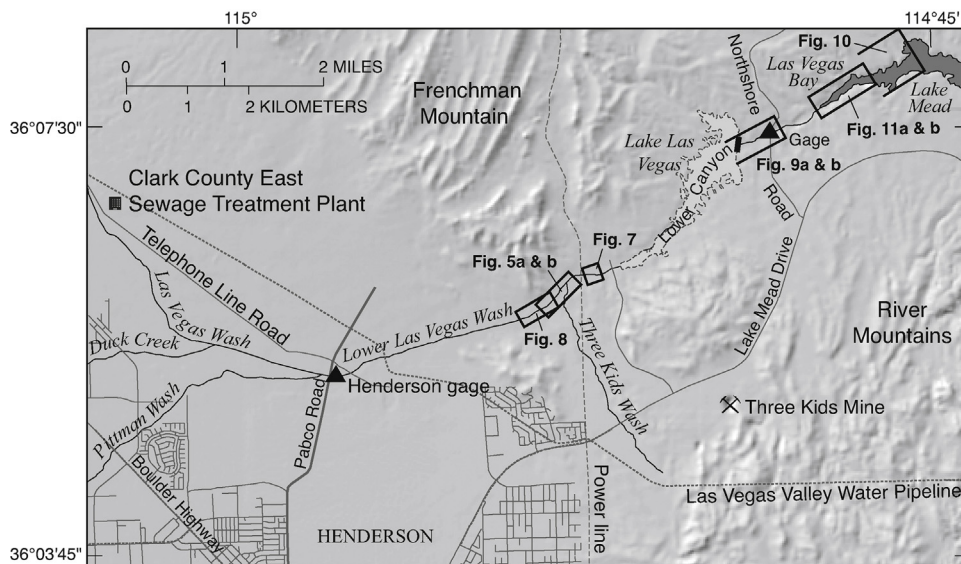 115°
114°45'
0 1 2 MILES
0 1 2 KILOMETERS
36°07'30"
36°03'45"
Frenchman
Mountain
Northshore
Road
Fig. 10
Las Vegas
Bay
Lake
Mead
Fig. 11a & b
Gage
Fig. 9a & b
Lake Las
Vegas
Lower Canyon
Clark County East
Sewage Treatment Plant
Telephone Line Road
Las Vegas Wash
Duck Creek
Pittman Wash
Boulder Highway
Pabco Road
Henderson gage
Lower Las Vegas Wash
Fig. 5a & b
Fig. 7
Fig. 8
Three Kids Wash
Lake Mead Drive
River
Mountains
Three Kids Mine
Las Vegas Valley Water Pipeline
Power line
HENDERSON